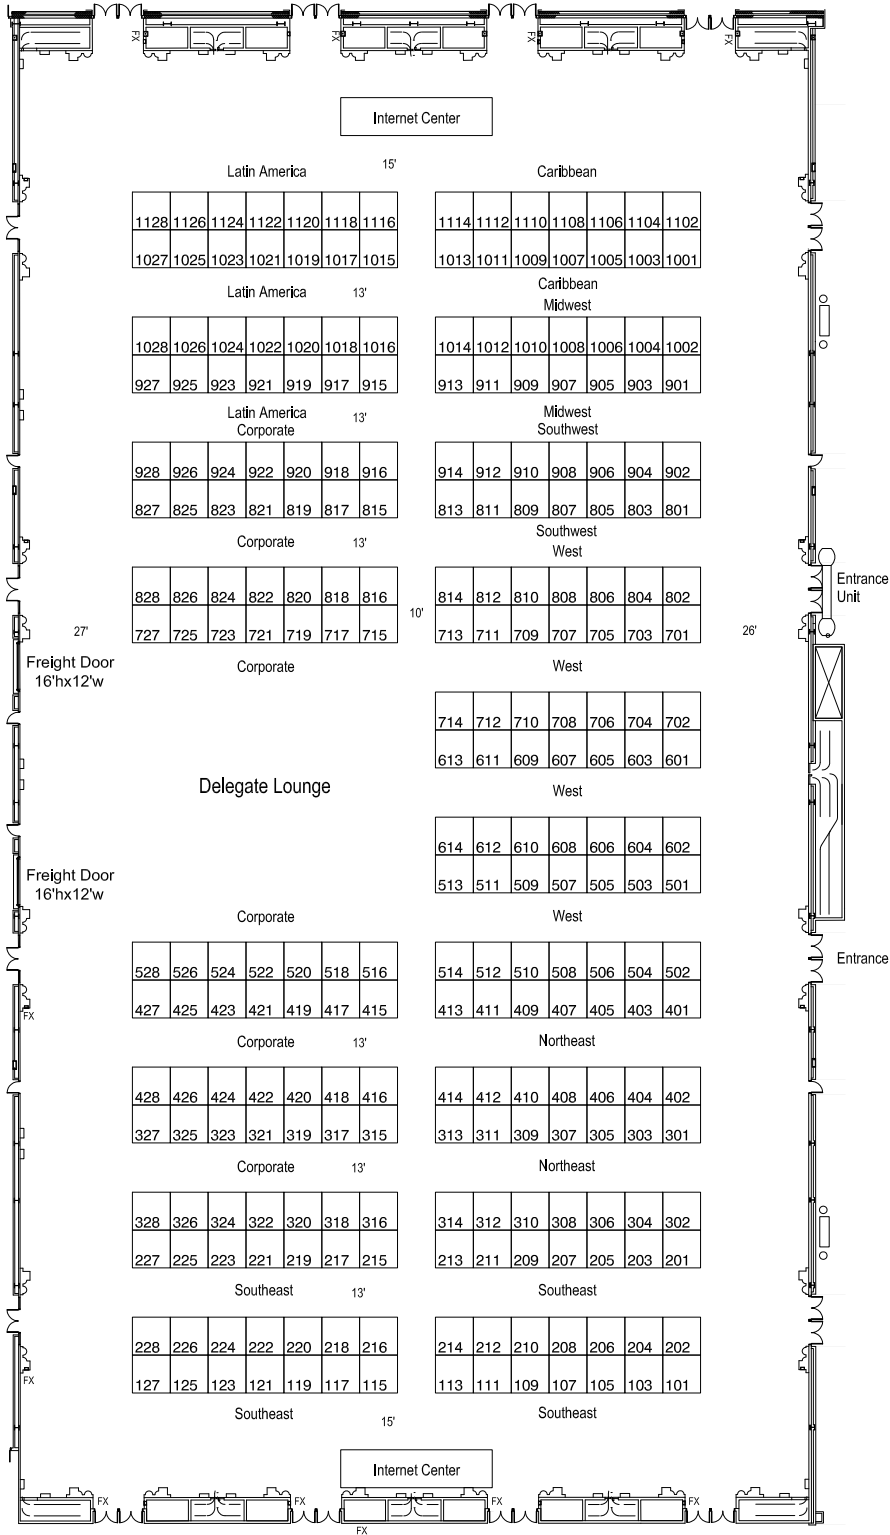 FX FX FX FX
Internet Center
15'
Latin America Caribbean
1128 1126 1124 1122 1120 1118 1116 1114 1112 1110 1108 1106 1104 1102
1027 1025 1023 1021 1019 1017 1015 1013 1011 1009 1007 1005 1003 1001
Latin America 13' Caribbean
Midwest
1028 1026 1024 1022 1020 1018 1016 1014 1012 1010 1008 1006 1004 1002
927 925 923 921 919 917 915 913 911 909 907 905 903 901
Latin America 13' Midwest
Corporate Southwest
928 926 924 922 920 918 916 914 912 910 908 906 904 902
827 825 823 821 819 817 815 813 811 809 807 805 803 801
Corporate 13' Southwest
West
Entrance
Unit
828 826 824 822 820 818 816 814 812 810 808 806 804 802
10'
727 725 723 721 719 717 715 713 711 709 707 705 703 701
27' 26'
Freight Door
16'hx12'w
Corporate West
714 712 710 708 706 704 702
613 611 609 607 605 603 601
Delegate Lounge West
614 612 610 608 606 604 602
513 511 509 507 505 503 501
Freight Door
16'hx12'w
Corporate West
Entrance
528 526 524 522 520 518 516 514 512 510 508 506 504 502
427 425 423 421 419 417 415 413 411 409 407 405 403 401
FX
Corporate 13' Northeast
428 426 424 422 420 418 416 414 412 410 408 406 404 402
327 325 323 321 319 317 315 313 311 309 307 305 303 301
Corporate 13' Northeast
328 326 324 322 320 318 316 314 312 310 308 306 304 302
227 225 223 221 219 217 215 213 211 209 207 205 203 201
Southeast 13' Southeast
228 226 224 222 220 218 216 214 212 210 208 206 204 202
127 125 123 121 119 117 115 113 111 109 107 105 103 101
FX
Southeast 15' Southeast
Internet Center
FX FX FX FX
FX